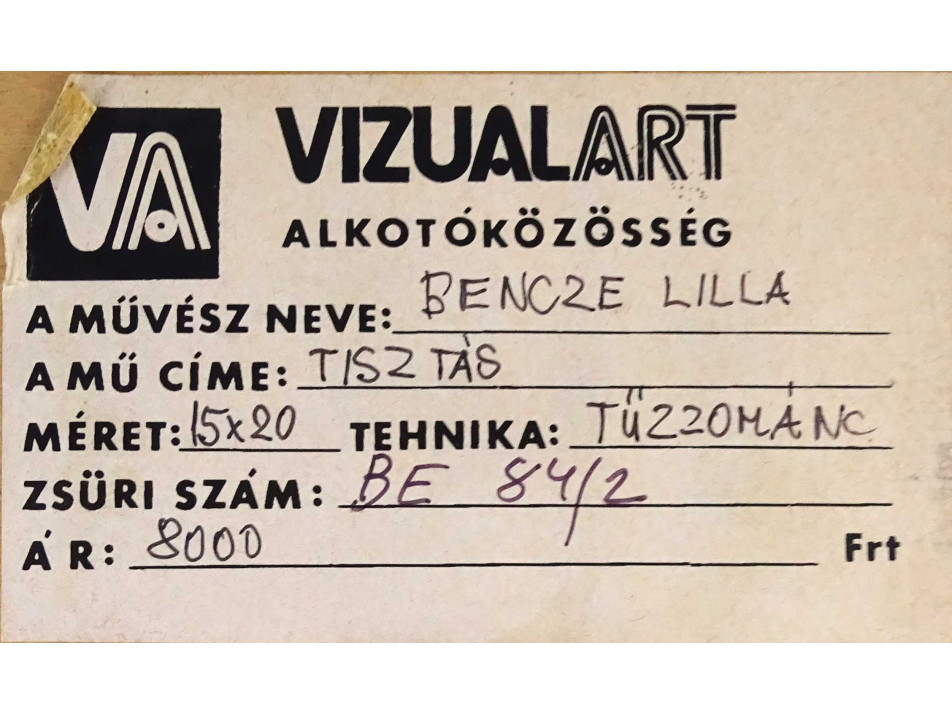 VA VIZUALART
ALKOTÓKÖZÖSSÉG
A MŰVÉSZ NEVE: BENCZE LILLA
A MŰ CÍME: TISZTÁS
MÉRET: 15x20 TEHNIKA: TŰZZOMÁNC
ZSÜRI SZÁM: BE 84/2
ÁR: 8000 Frt